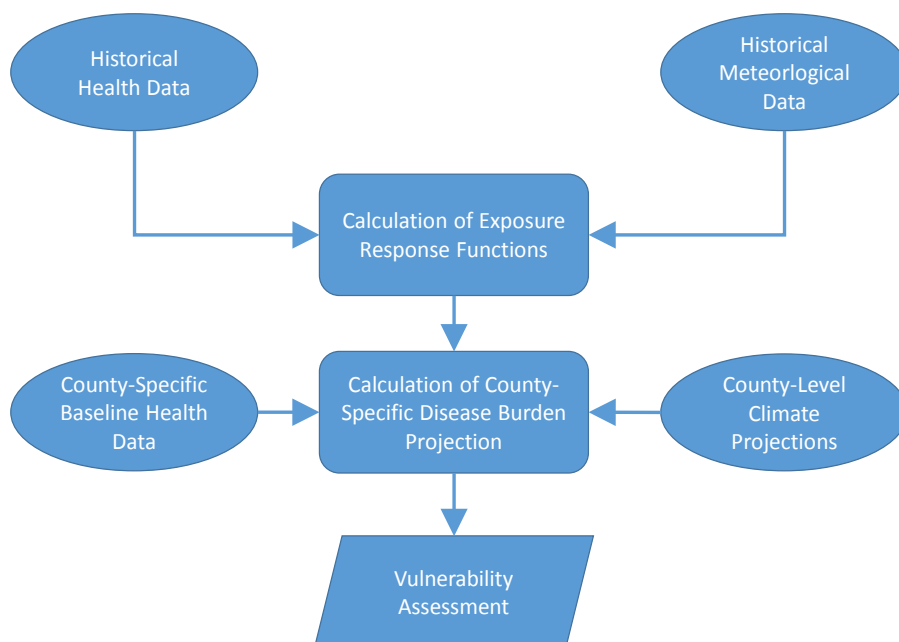 Historical
Health Data
Historical
Meteorlogical
Data
Calculation of Exposure
Response Functions
County-Specific
Baseline Health
Data
Calculation of County-
Specific Disease Burden
Projection
County-Level
Climate
Projections
Vulnerability
Assessment